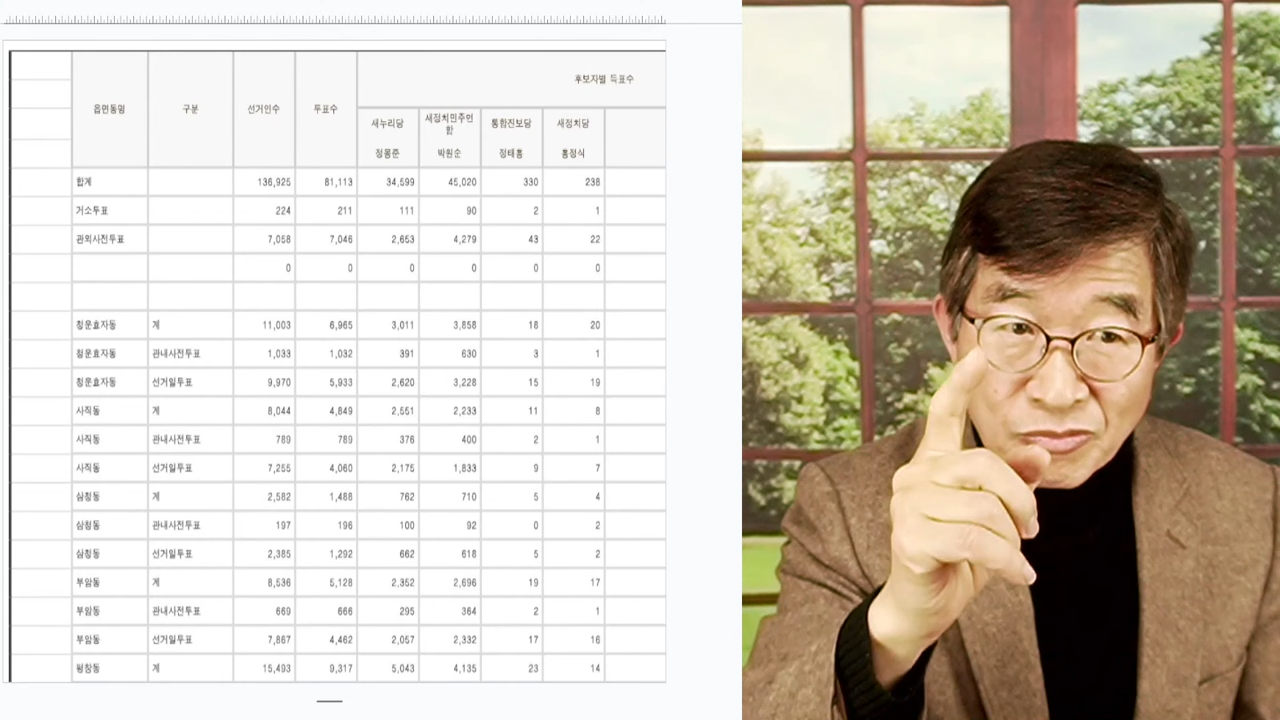 후보자별 득표수
읍면동명 구분 선거인수 투표수
새누리당 새정치민주연합 통합진보당 새정치당
정몽준 박원순 정태흥 홍정식
합계 136,925 81,113 34,599 45,020 330 238
거소투표 224 211 111 90 2 1
관외사전투표 7,058 7,046 2,653 4,279 43 22
0 0 0 0 0 0
청운효자동 계 11,003 6,965 3,011 3,858 18 20
청운효자동 관내사전투표 1,033 1,032 391 630 3 1
청운효자동 선거일투표 9,970 5,933 2,620 3,228 15 19
사직동 계 8,044 4,849 2,551 2,233 11 8
사직동 관내사전투표 789 789 376 400 2 1
사직동 선거일투표 7,255 4,060 2,175 1,833 9 7
삼청동 계 2,582 1,488 762 710 5 4
삼청동 관내사전투표 197 196 100 92 0 2
삼청동 선거일투표 2,385 1,292 662 618 5 2
부암동 계 8,536 5,128 2,352 2,696 19 17
부암동 관내사전투표 669 666 295 364 2 1
부암동 선거일투표 7,867 4,462 2,057 2,332 17 16
평창동 계 15,493 9,317 5,043 4,135 23 14